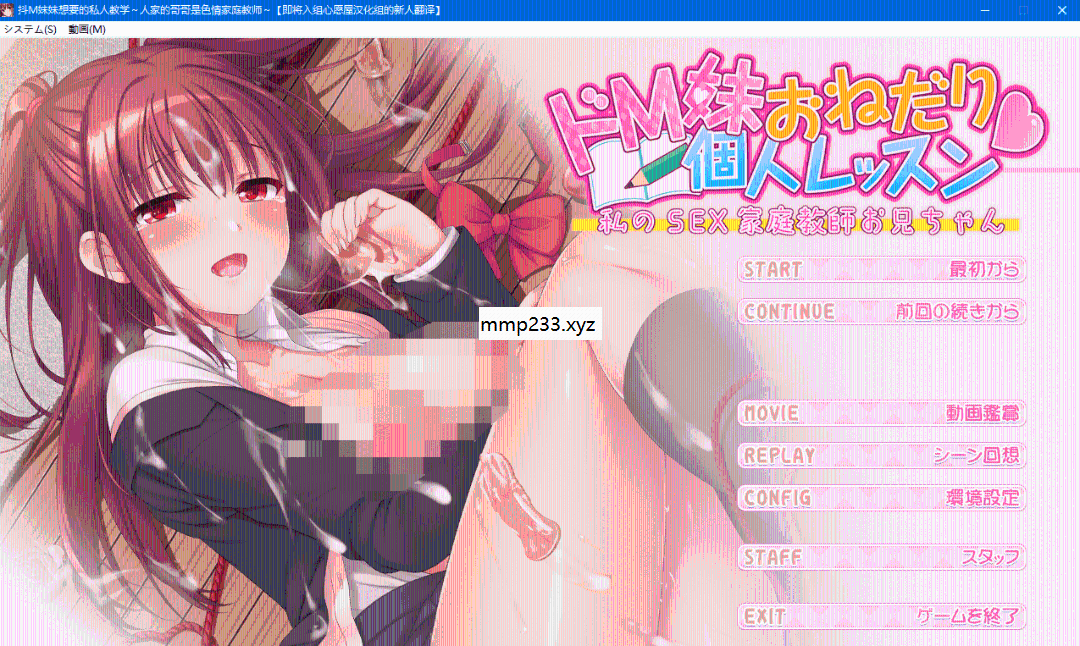 抖M妹妹想要的私人教学～人家的哥哥是色情家庭教师～【即将入组心愿屋汉化组的新人翻译】
システム(S) 動画(M)
ドM妹おねだり
個人レッスン
私のSEX家庭教師お兄ちゃん
START 最初から
CONTINUE 前回の続きから
mmp233.xyz
MOVIE 動画鑑賞
REPLAY シーン回想
CONFIG 環境設定
STAFF スタッフ
EXIT ゲームを終了